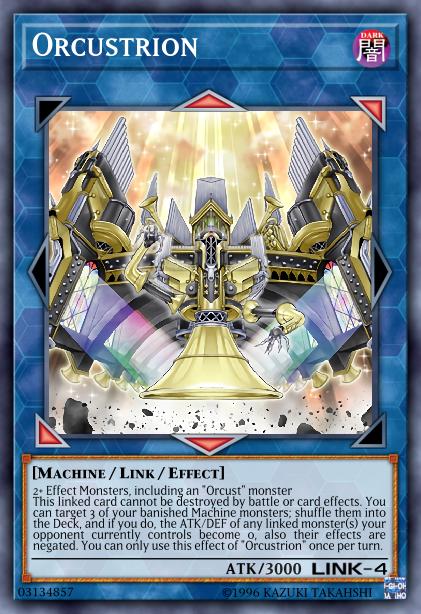 ORCUSTRION
DARK
闇
[MACHINE / LINK / EFFECT]
2+ Effect Monsters, including an "Orcust" monster
This linked card cannot be destroyed by battle or card effects. You
can target 3 of your banished Machine monsters; shuffle them into
the Deck, and if you do, the ATK/DEF of any linked monster(s) your
opponent currently controls become 0, also their effects are
negated. You can only use this effect of "Orcustrion" once per turn.
ATK/3000 LINK-4
03134857 ©1996 KAZUKI TAKAHSHI